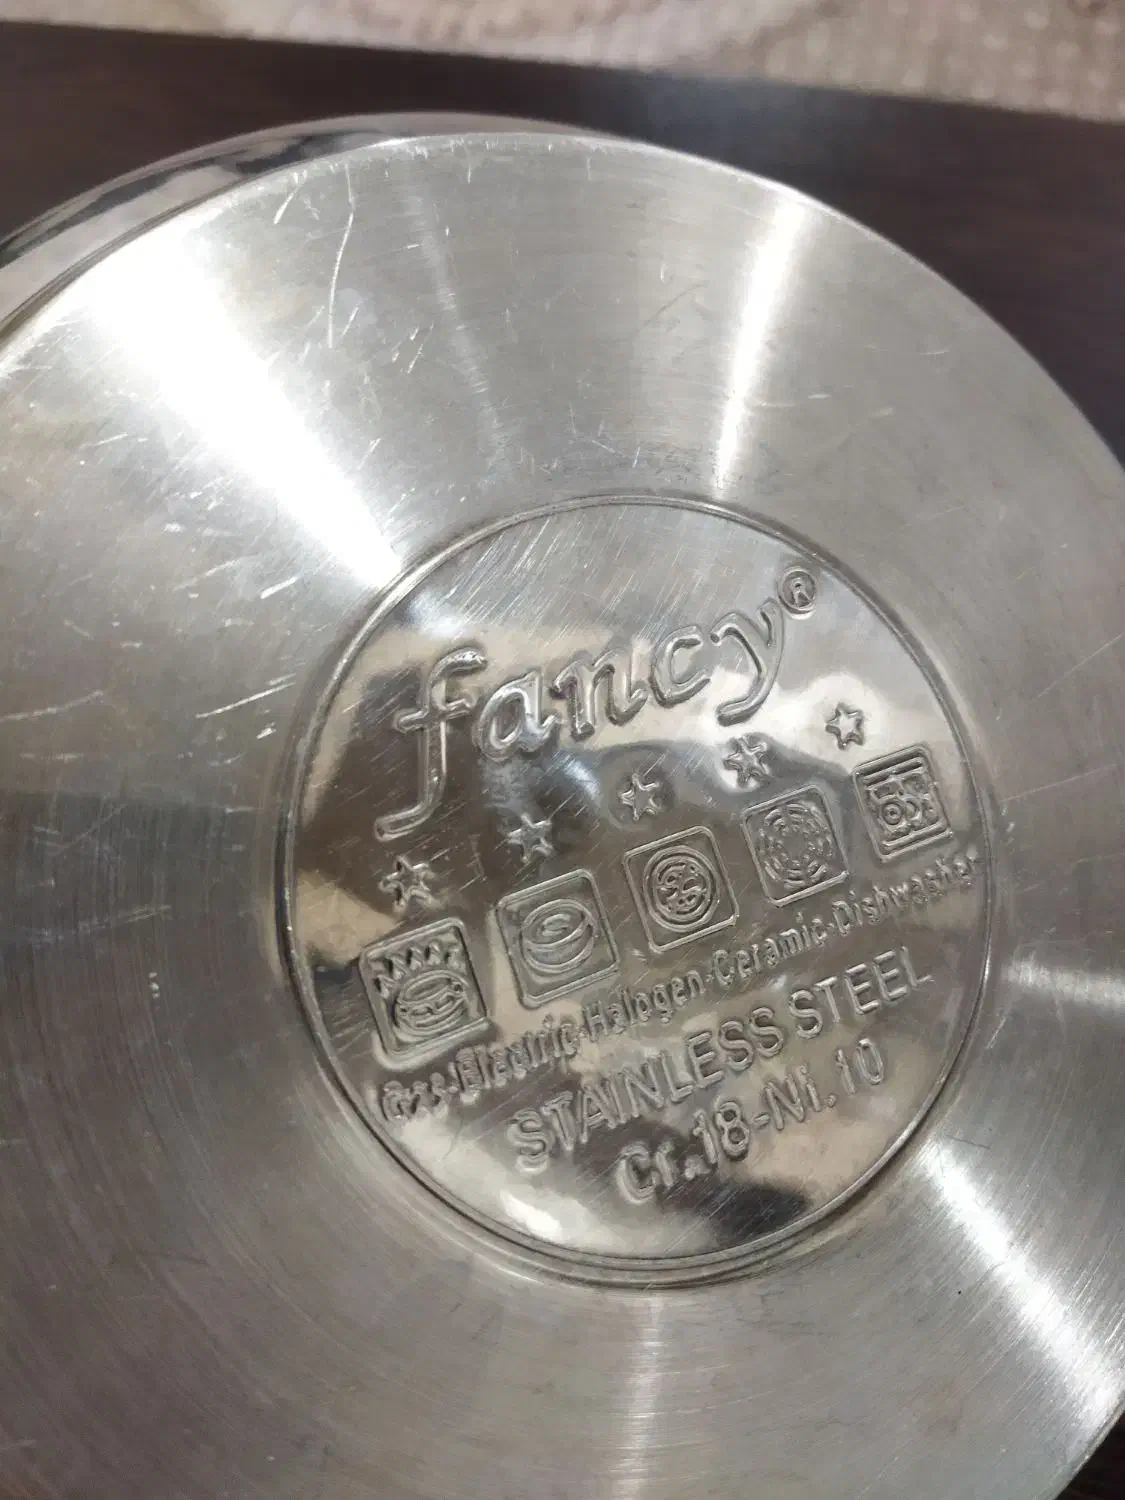 fancy®
Gas-Electric-Halogen-Ceramic-Dishwasher
STAINLESS STEEL
Cr.18-Ni.10